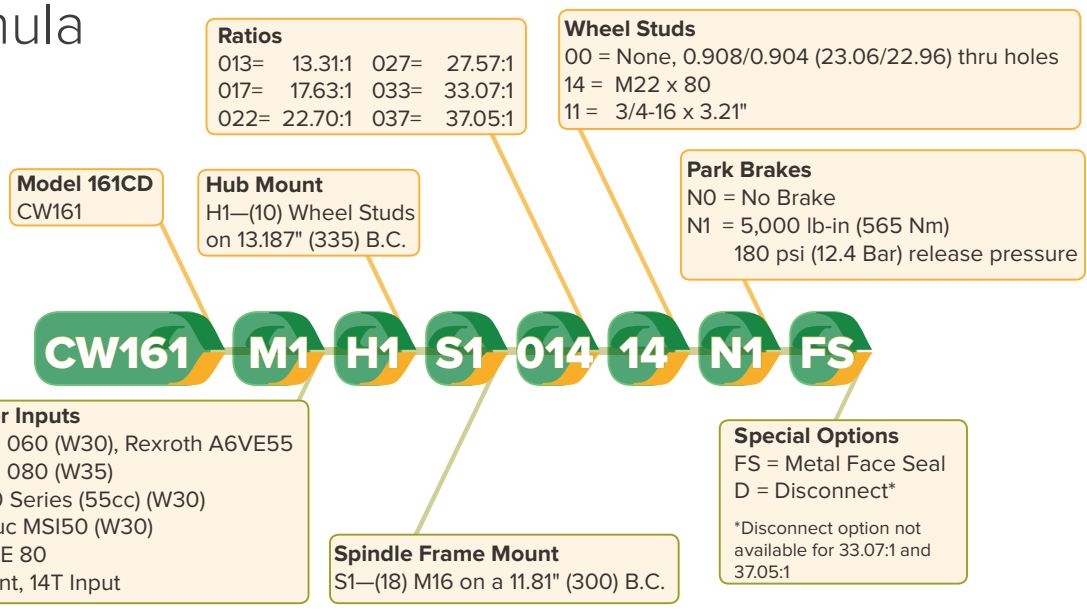 Ratios
013= 13.31:1 027= 27.57:1
017= 17.63:1 033= 33.07:1
022= 22.70:1 037= 37.05:1
Wheel Studs
00 = None, 0.908/0.904 (23.06/22.96) thru holes
14 = M22 x 80
11 = 3/4-16 x 3.21"
Model 161CD
CW161
Hub Mount
H1—(10) Wheel Studs
on 13.187" (335) B.C.
Park Brakes
N0 = No Brake
N1 = 5,000 lb-in (565 Nm)
180 psi (12.4 Bar) release pressure
CW161 M1 H1 S1 014 14 N1 FS
Inputs
060 (W30), Rexroth A6VE55
080 (W35)
Series (55cc) (W30)
MSI50 (W30)
E 80
14T Input
Spindle Frame Mount
S1—(18) M16 on a 11.81" (300) B.C.
Special Options
FS = Metal Face Seal
D = Disconnect*
*Disconnect option not
available for 33.07:1 and
37.05:1